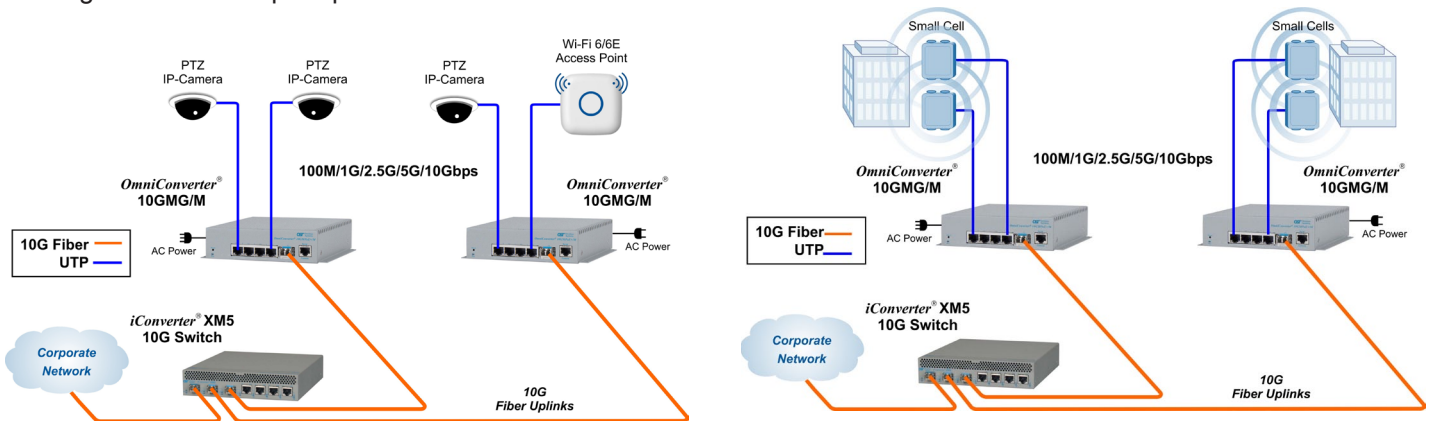 PTZ
IP-Camera
PTZ
IP-Camera
PTZ
IP-Camera
Wi-Fi 6/6E
Access Point
100M/1G/2.5G/5G/10Gbps
OmniConverter®
10GMG/M
OmniConverter®
10GMG/M
AC Power
AC Power
10G Fiber
UTP
iConverter® XM5
10G Switch
Corporate
Network
10G
Fiber Uplinks
Small Cell
Small Cells
100M/1G/2.5G/5G/10Gbps
OmniConverter®
10GMG/M
OmniConverter®
10GMG/M
AC Power
AC Power
10G Fiber
UTP
iConverter® XM5
10G Switch
Corporate
Network
10G
Fiber Uplinks